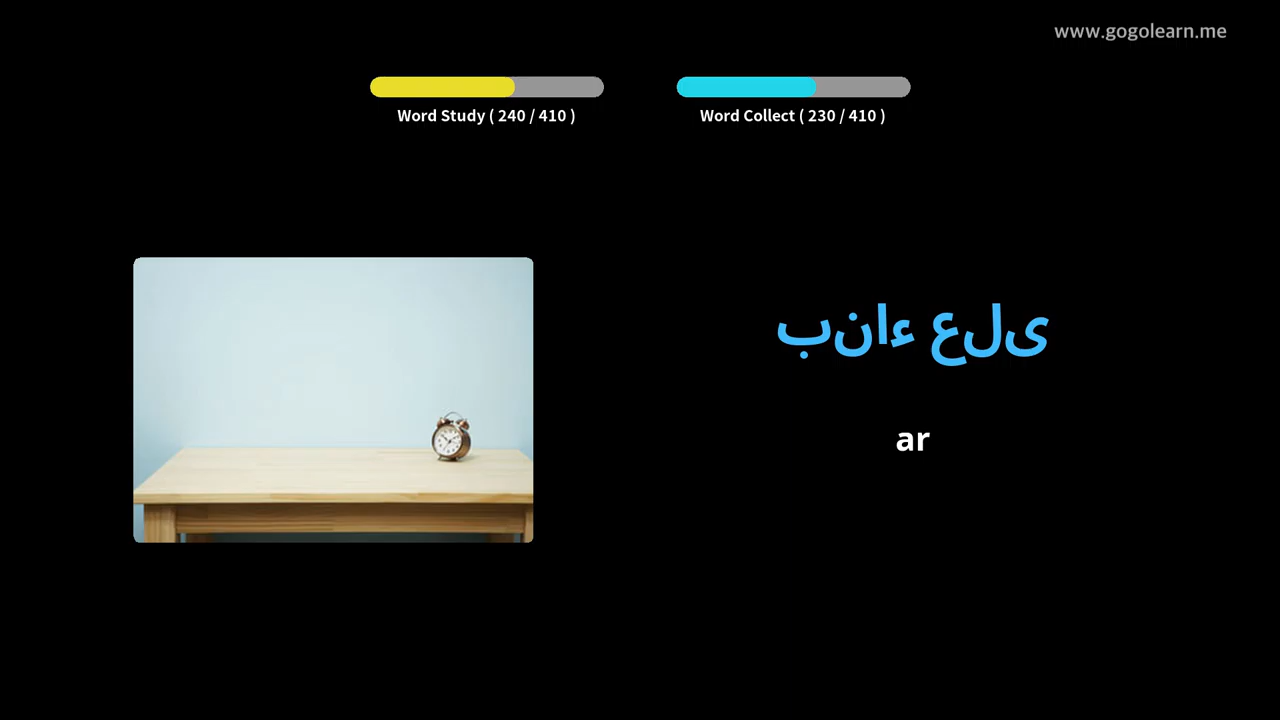 www.gogolearn.me
Word Study ( 240 / 410 )
Word Collect ( 230 / 410 )
بناء على
ar